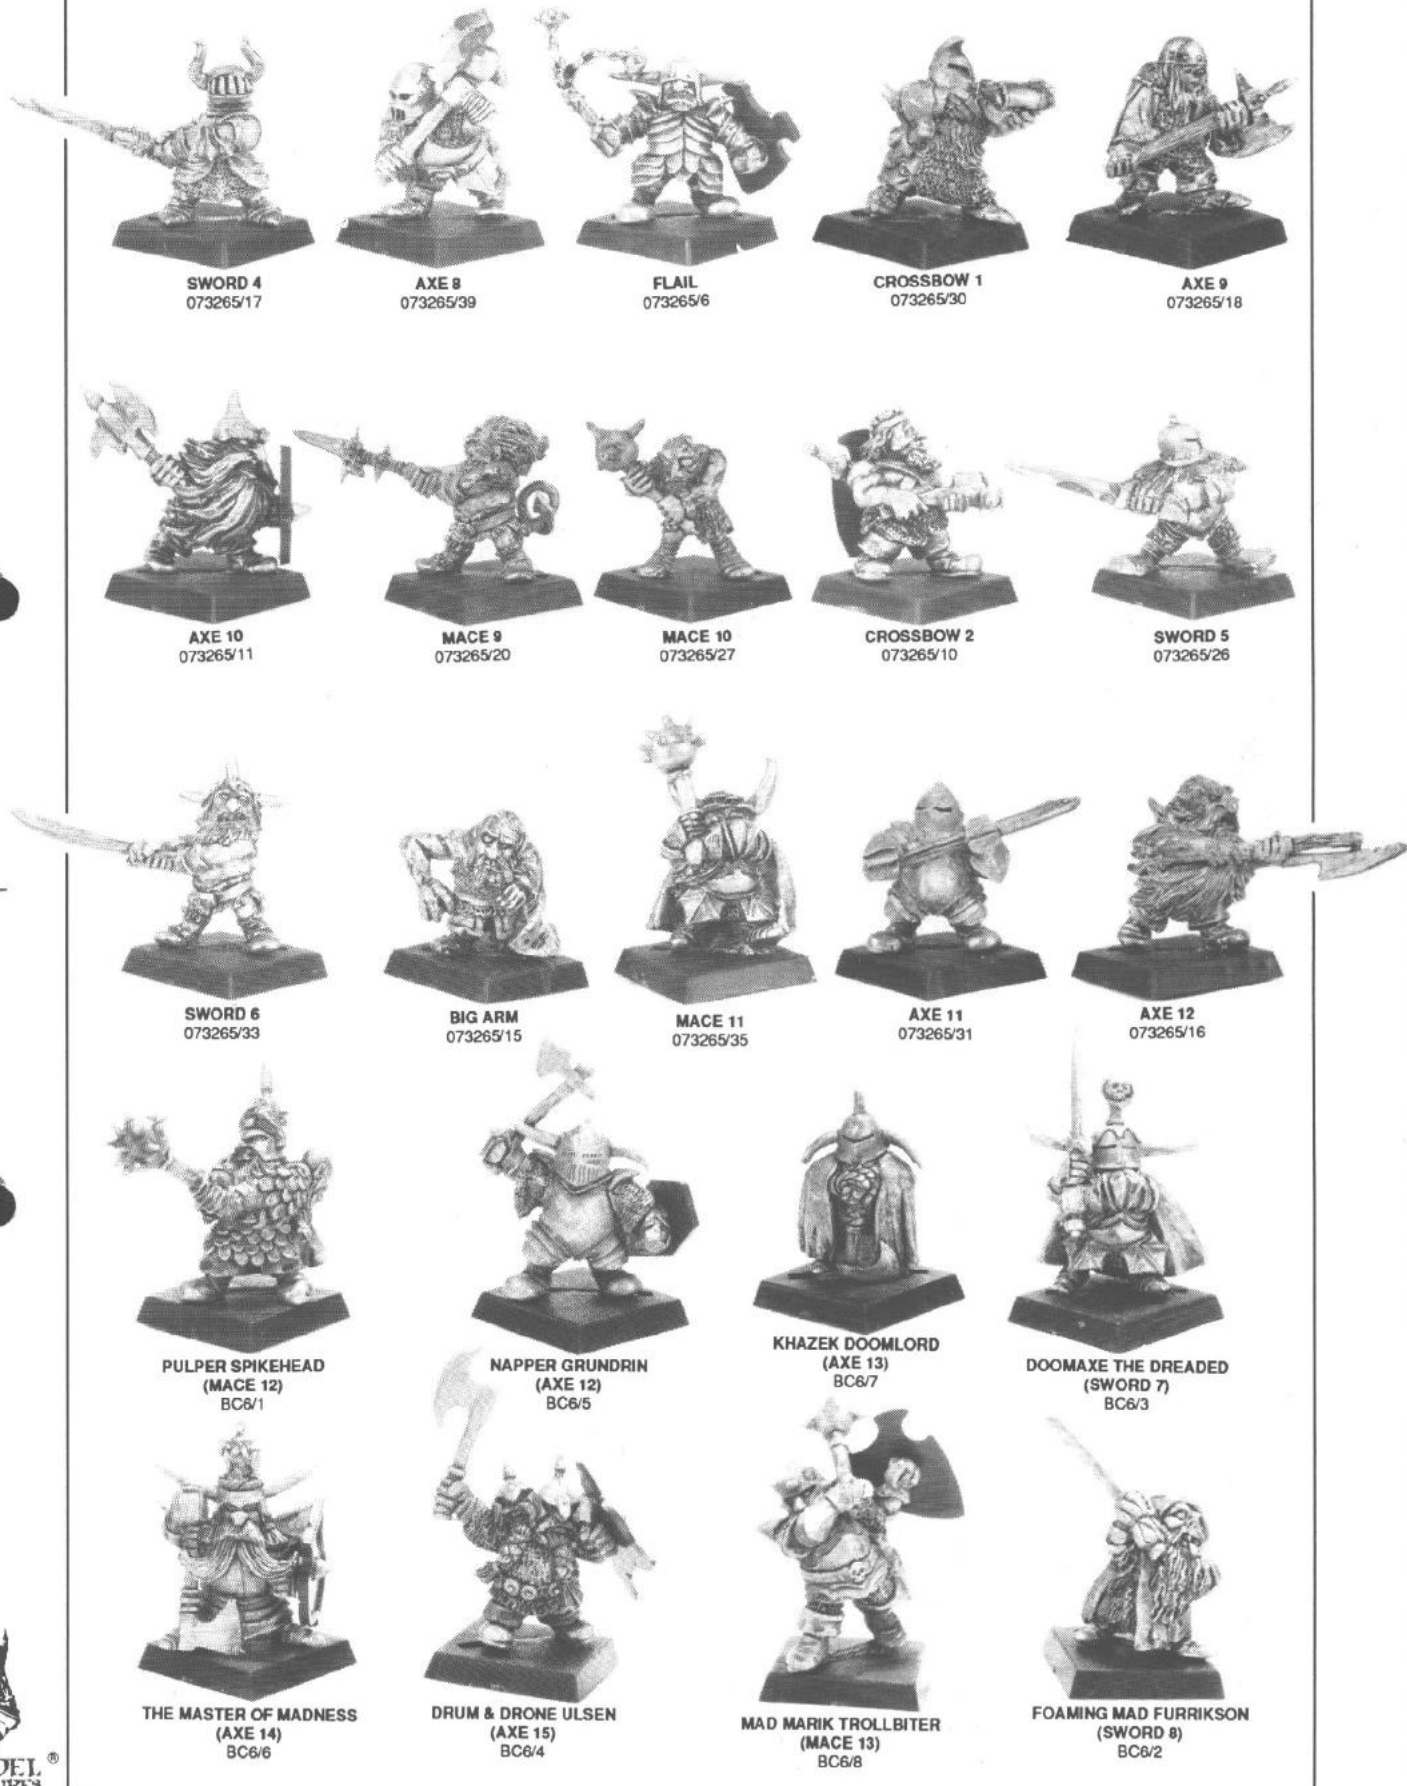 SWORD 4
073265/17
AXE 8
073265/39
FLAIL
073265/6
CROSSBOW 1
073265/30
AXE 9
073265/18
AXE 10
073265/11
MACE 9
073265/20
MACE 10
073265/27
CROSSBOW 2
073265/10
SWORD 5
073265/26
SWORD 6
073265/33
BIG ARM
073265/15
MACE 11
073265/35
AXE 11
073265/31
AXE 12
073265/16
PULPER SPIKEHEAD
(MACE 12)
BC6/1
NAPPER GRUNDRIN
(AXE 12)
BC6/5
KHAZEK DOOMLORD
(AXE 13)
BC6/7
DOOMAXE THE DREADED
(SWORD 7)
BC6/3
THE MASTER OF MADNESS
(AXE 14)
BC6/6
DRUM & DRONE ULSEN
(AXE 15)
BC6/4
MAD MARIK TROLLBITER
(MACE 13)
BC6/8
FOAMING MAD FURRIKSON
(SWORD 8)
BC6/2